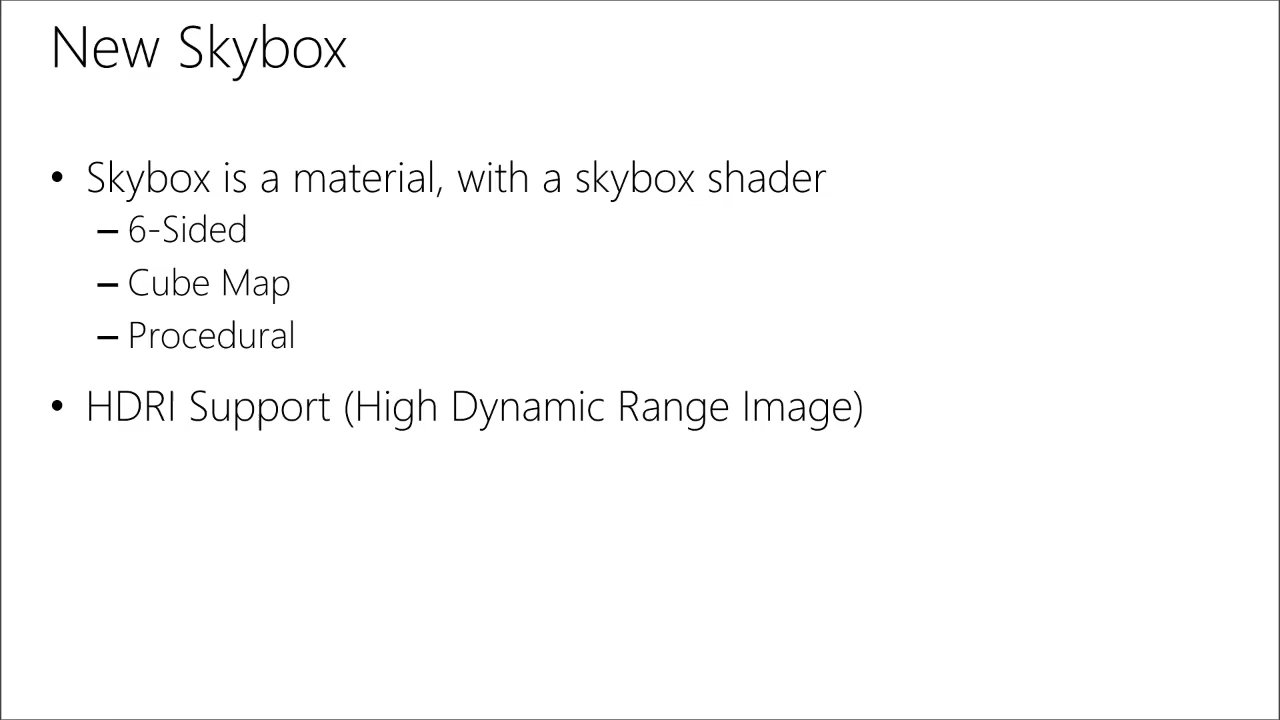 New Skybox
• Skybox is a material, with a skybox shader
– 6-Sided
– Cube Map
– Procedural
• HDRI Support (High Dynamic Range Image)